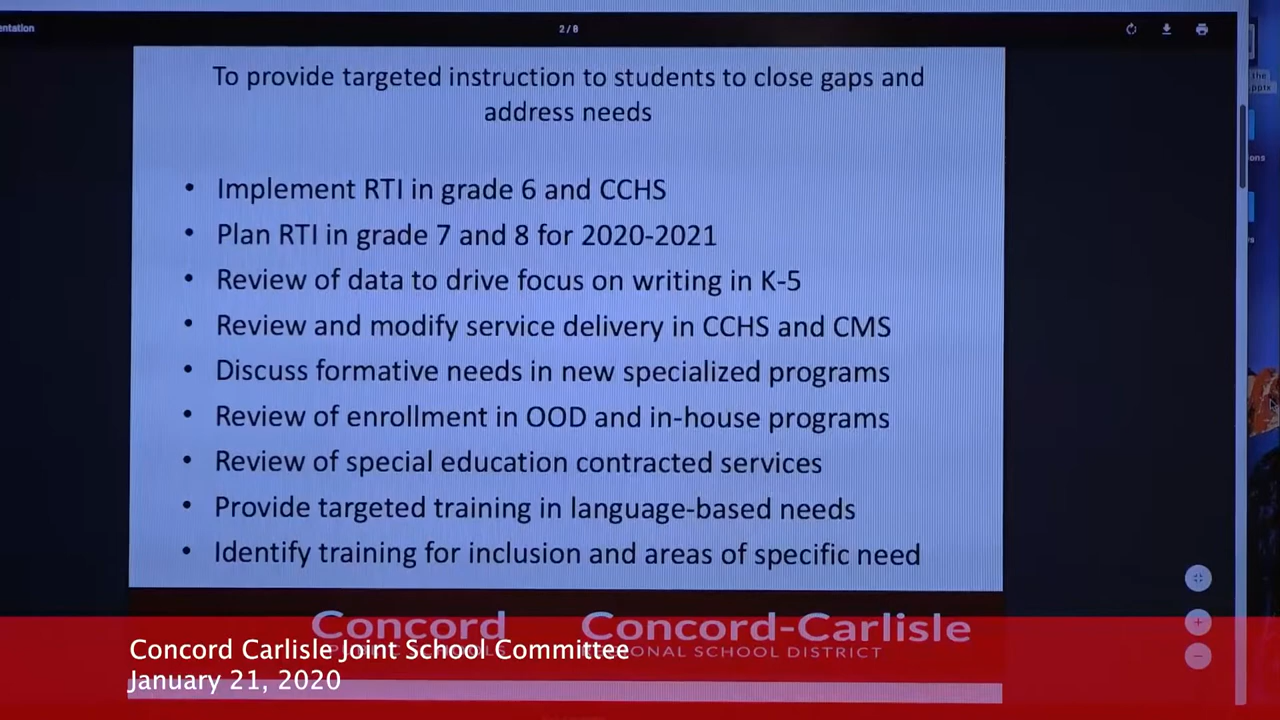 entation
2 / 8
the
.pptx
To provide targeted instruction to students to close gaps and
address needs
• Implement RTI in grade 6 and CCHS
• Plan RTI in grade 7 and 8 for 2020-2021
ons
• Review of data to drive focus on writing in K-5
• Review and modify service delivery in CCHS and CMS
• Discuss formative needs in new specialized programs
• Review of enrollment in OOD and in-house programs
• Review of special education contracted services
• Provide targeted training in language-based needs
• Identify training for inclusion and areas of specific need
Concord Concord-Carlisle
REGIONAL SCHOOL DISTRICT
Concord Carlisle Joint School Committee
January 21, 2020